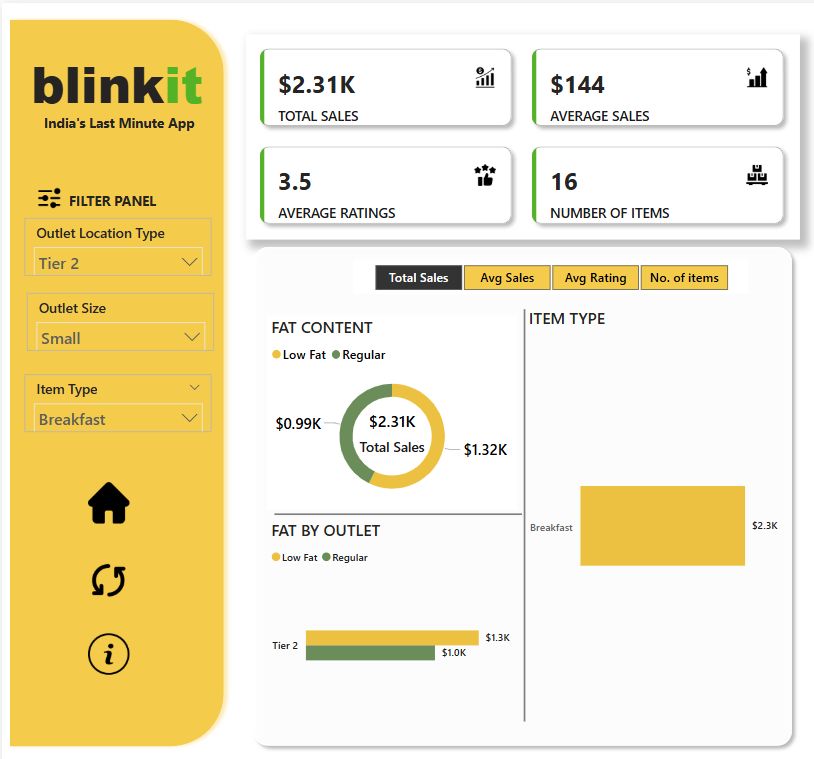 blinkit
India's Last Minute App
FILTER PANEL
Outlet Location Type
Tier 2
Outlet Size
Small
Item Type
Breakfast
i
$2.31K
TOTAL SALES
$
$144
AVERAGE SALES
$
3.5
AVERAGE RATINGS
16
NUMBER OF ITEMS
Total Sales Avg Sales Avg Rating No. of items
FAT CONTENT
Low Fat Regular
$0.99K
$2.31K
Total Sales
$1.32K
FAT BY OUTLET
Low Fat Regular
Tier 2
$1.3K
$1.0K
ITEM TYPE
Breakfast
$2.3K